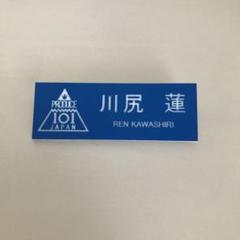 PRODUCE
101
JAPAN
川尻 蓮
REN KAWASHIRI